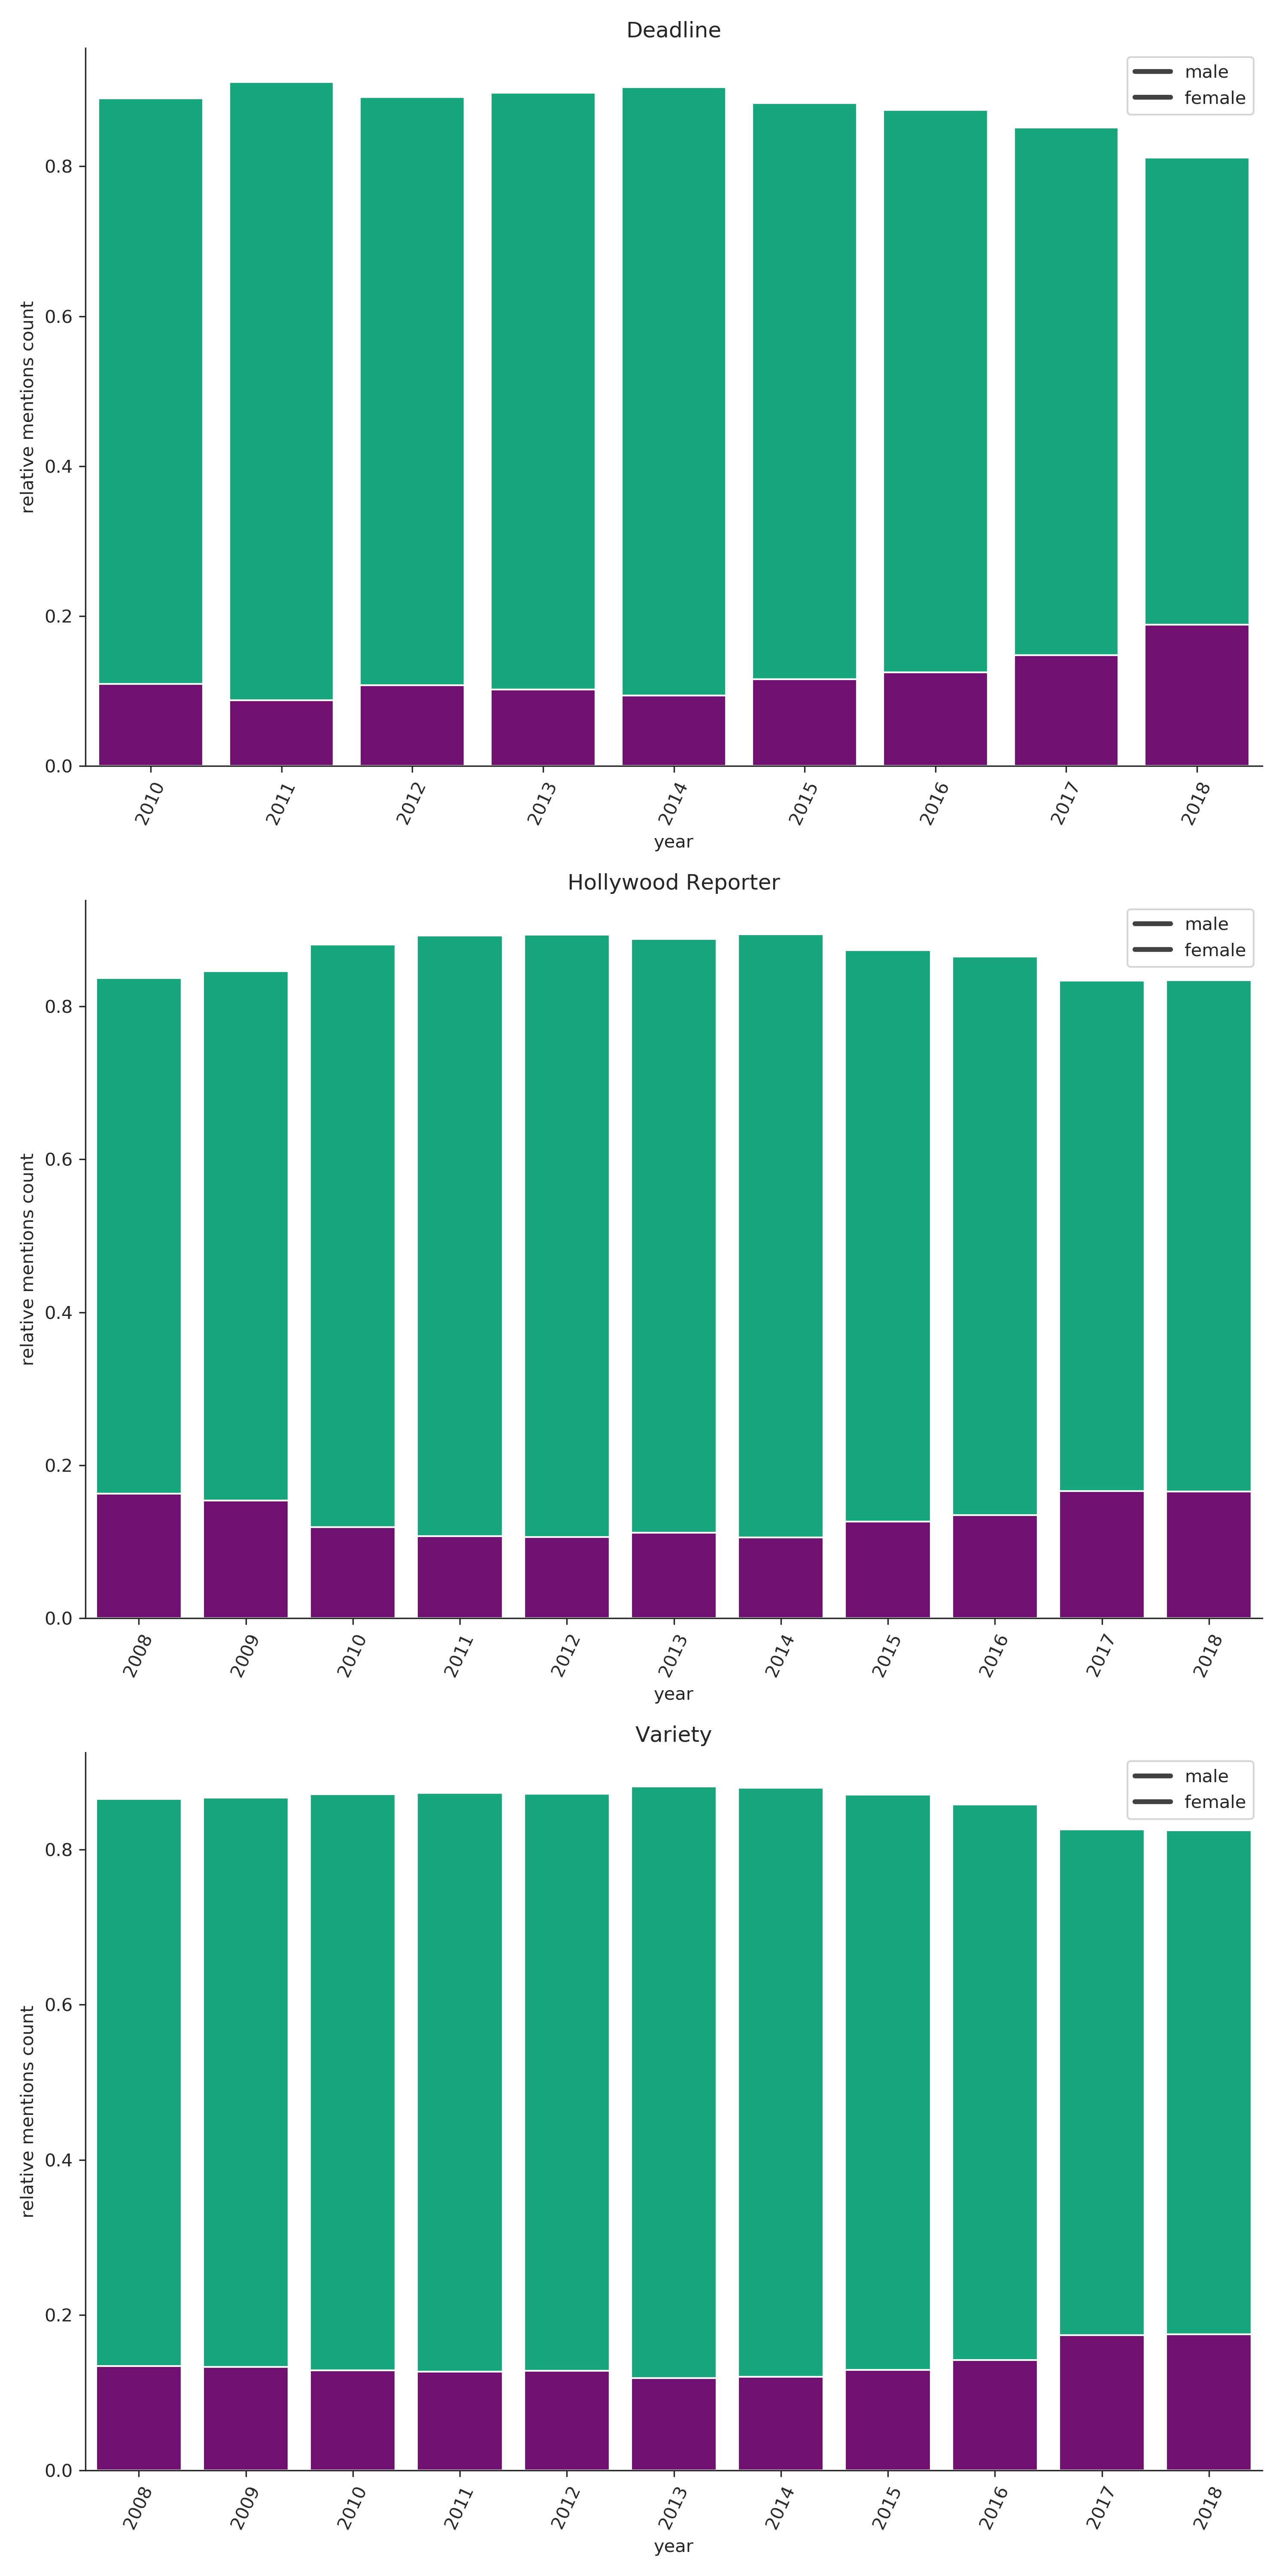 Deadline
male
female
relative mentions count
0.8
0.6
0.4
0.2
0.0
2010 2011 2012 2013 2014 2015 2016 2017 2018
year
Hollywood Reporter
male
female
relative mentions count
0.8
0.6
0.4
0.2
0.0
2008 2009 2010 2011 2012 2013 2014 2015 2016 2017 2018
year
Variety
male
female
relative mentions count
0.8
0.6
0.4
0.2
0.0
2008 2009 2010 2011 2012 2013 2014 2015 2016 2017 2018
year